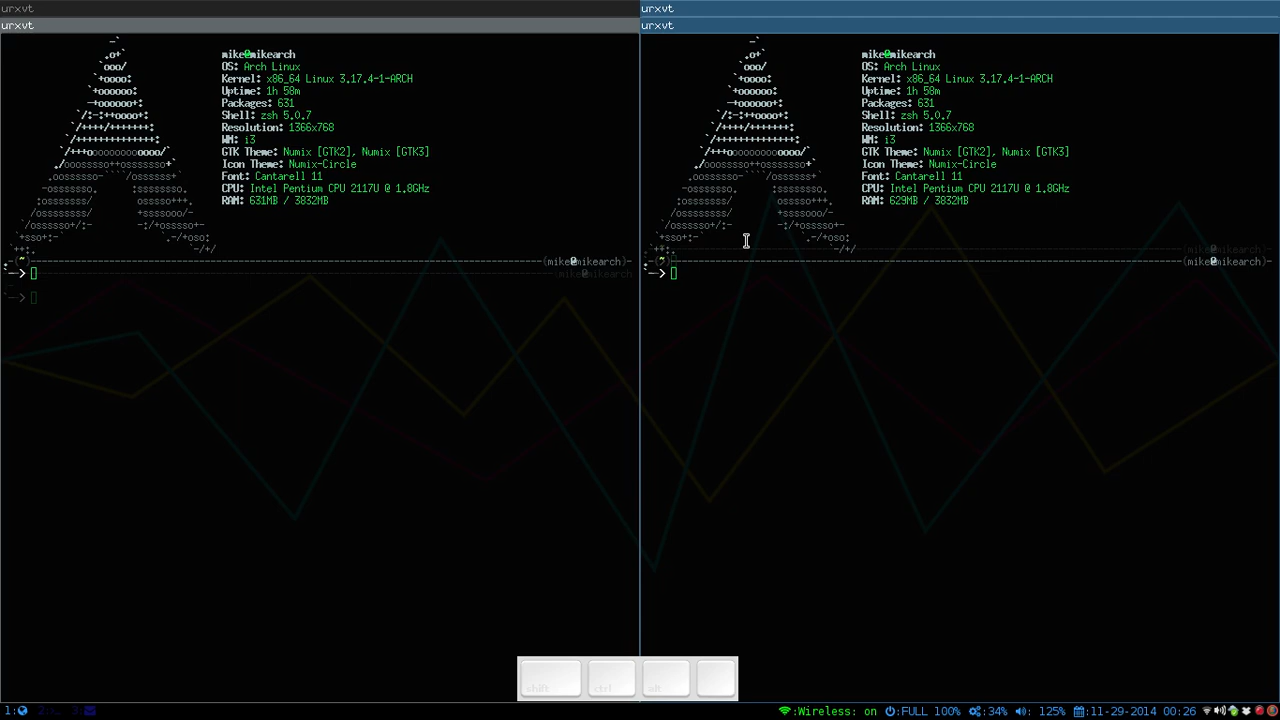 urxvt
urxvt
urxvt
urxvt
mike@mikearch
OS: Arch Linux
Kernel: x86_64 Linux 3.17.4-1-ARCH
Uptime: 1h 58m
Packages: 631
Shell: zsh 5.0.7
Resolution: 1366x768
WM: i3
GTK Theme: Numix [GTK2], Numix [GTK3]
Icon Theme: Numix-Circle
Font: Cantarell 11
CPU: Intel Pentium CPU 2117U @ 1.8GHz
RAM: 631MB / 3832MB
(mike@mikearch)
mike@mikearch
OS: Arch Linux
Kernel: x86_64 Linux 3.17.4-1-ARCH
Uptime: 1h 58m
Packages: 631
Shell: zsh 5.0.7
Resolution: 1366x768
WM: i3
GTK Theme: Numix [GTK2], Numix [GTK3]
Icon Theme: Numix-Circle
Font: Cantarell 11
CPU: Intel Pentium CPU 2117U @ 1.8GHz
RAM: 629MB / 3832MB
(mike@mikearch)
shift ctrl alt
1: 2: 3: :Wireless: on :FULL 100% :34% : 125% :11-29-2014 00:26